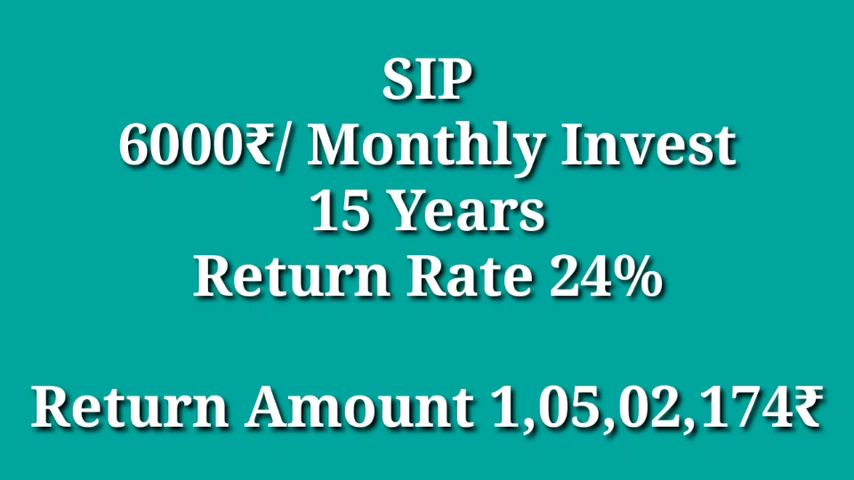 SIP
6000₹/ Monthly Invest
15 Years
Return Rate 24%
Return Amount 1,05,02,174₹